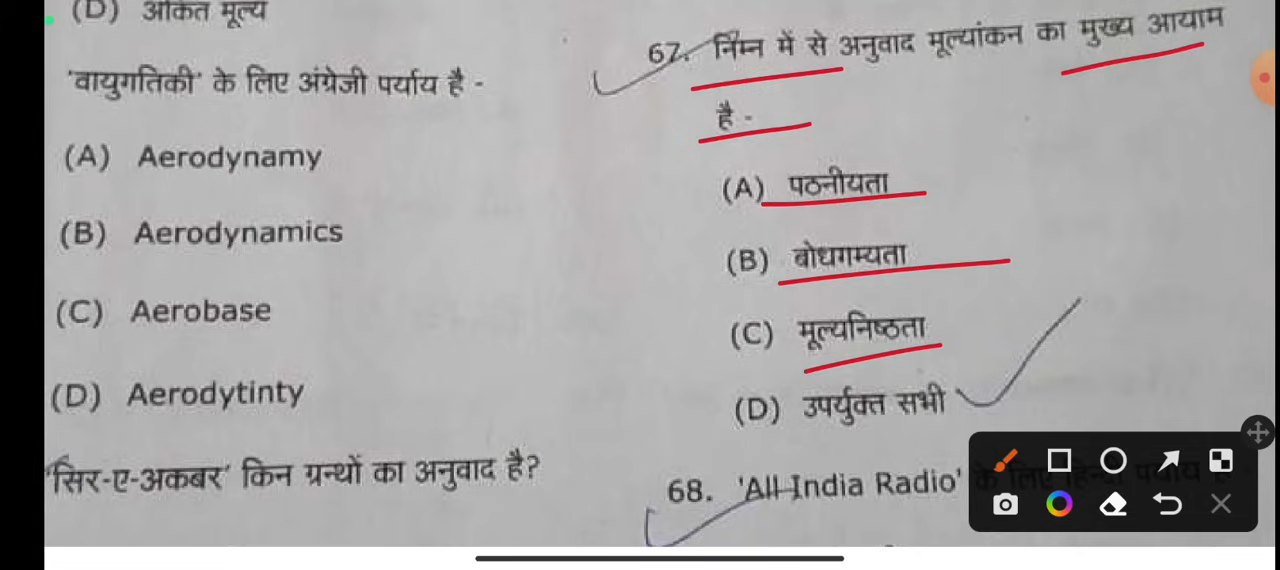 (D) अंकित मूल्य
'वायुगतिकी' के लिए अंग्रेजी पर्याय है -
(A) Aerodynamy
(B) Aerodynamics
(C) Aerobase
(D) Aerodytinty
'सिर-ए-अकबर' किन ग्रन्थों का अनुवाद है?
67. निम्न में से अनुवाद मूल्यांकन का मुख्य आयाम
है -
(A) पठनीयता
(B) बोधगम्यता
(C) मूल्यनिष्ठता
(D) उपर्युक्त सभी
68. 'All India Radio' के लिए हिन्दी पर्याय है